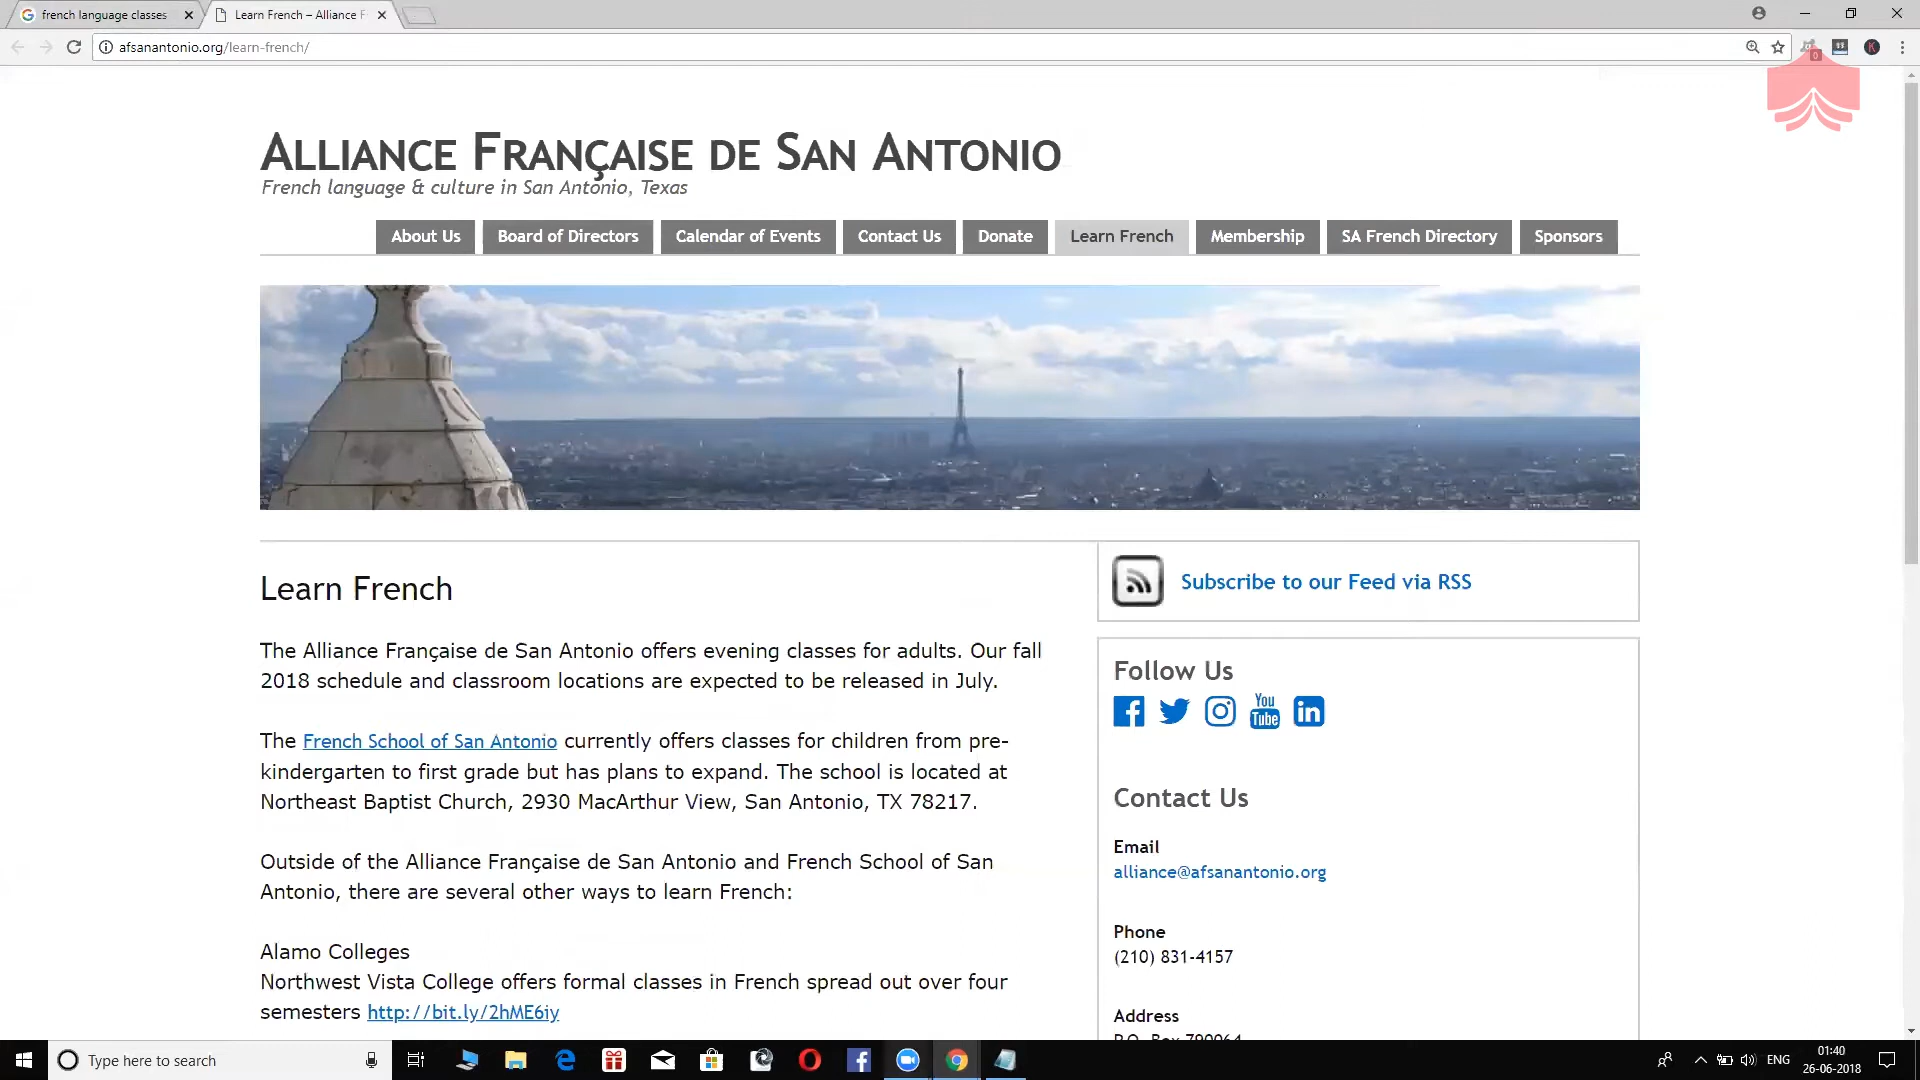 french language classes
Learn French – Alliance F
afsanantonio.org/learn-french/
0
K
ALLIANCE FRANÇAISE DE SAN ANTONIO
French language & culture in San Antonio, Texas
About Us Board of Directors Calendar of Events Contact Us Donate Learn French Membership SA French Directory Sponsors
Learn French
The Alliance Française de San Antonio offers evening classes for adults. Our fall
2018 schedule and classroom locations are expected to be released in July.
The French School of San Antonio currently offers classes for children from pre-
kindergarten to first grade but has plans to expand. The school is located at
Northeast Baptist Church, 2930 MacArthur View, San Antonio, TX 78217.
Outside of the Alliance Française de San Antonio and French School of San
Antonio, there are several other ways to learn French:
Alamo Colleges
Northwest Vista College offers formal classes in French spread out over four
semesters http://bit.ly/2hME6iy
Subscribe to our Feed via RSS
Follow Us
You
Tube
Contact Us
Email
alliance@afsanantonio.org
Phone
(210) 831-4157
Address
Type here to search
ENG
01:40
26-06-2018